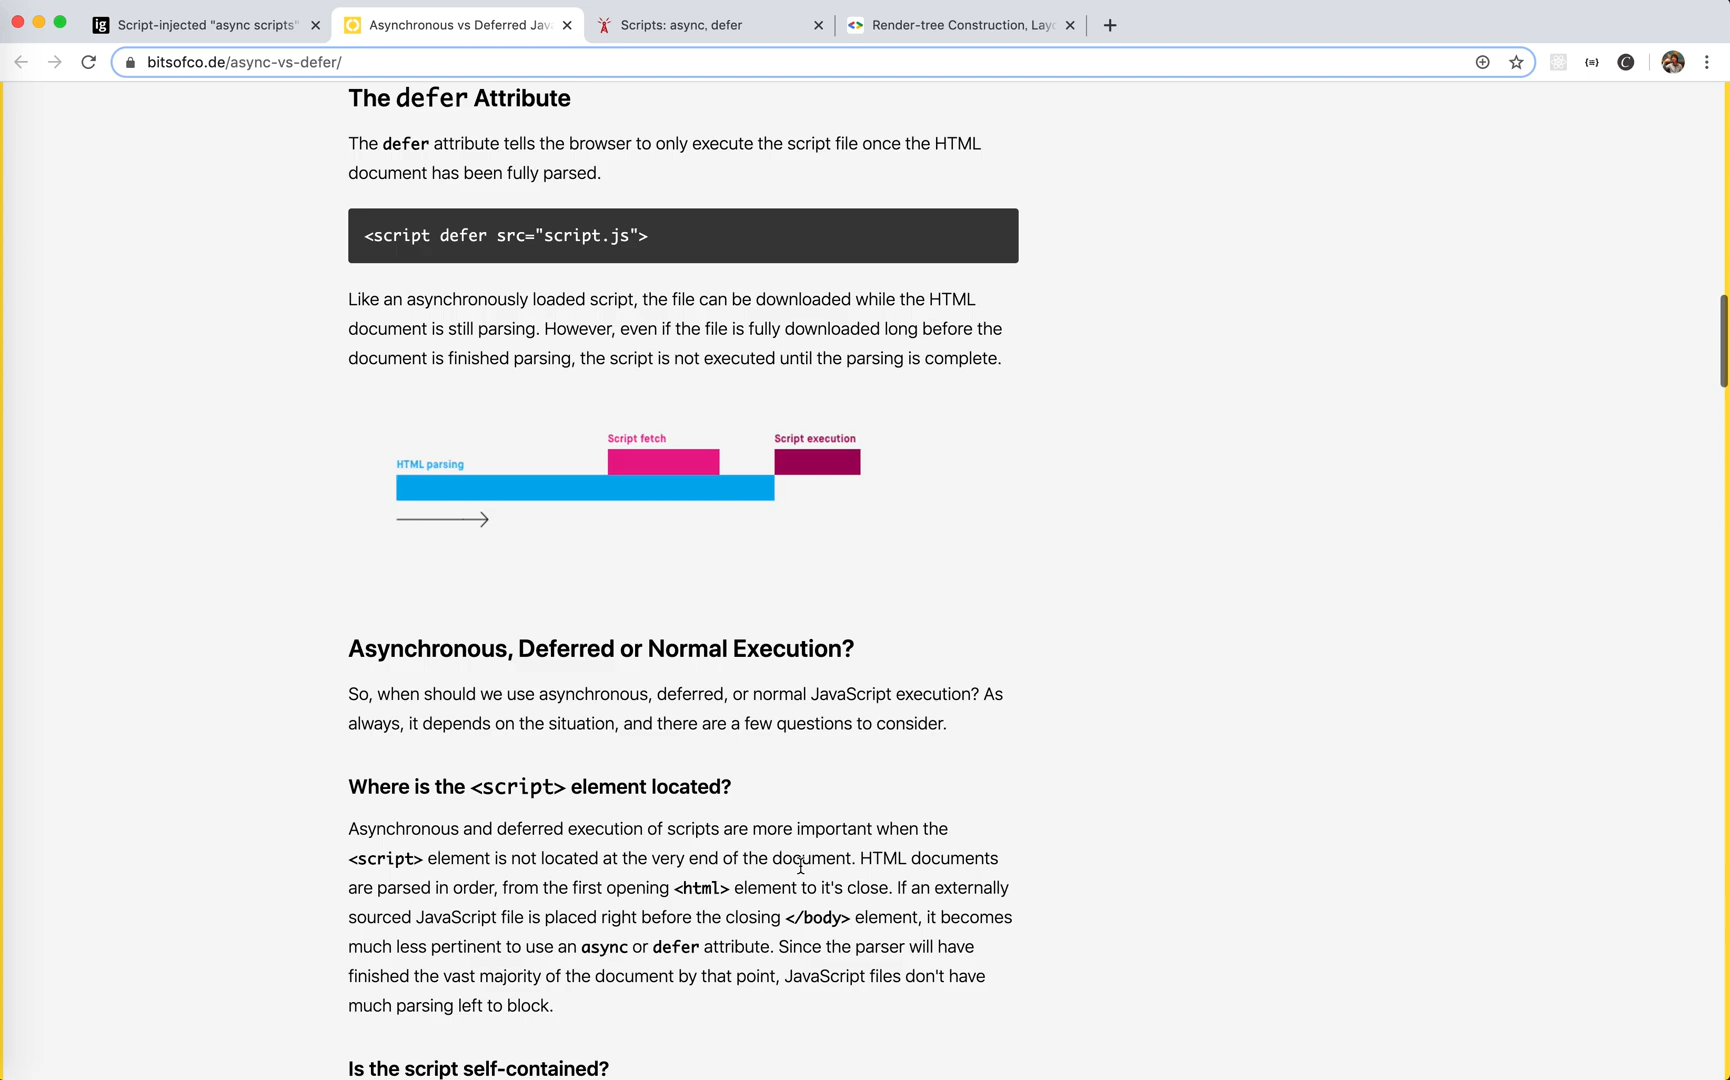 Script-injected "async scripts"
Asynchronous vs Deferred Jav
Scripts: async, defer
Render-tree Construction, Layo
bitsofco.de/async-vs-defer/
The defer Attribute
The defer attribute tells the browser to only execute the script file once the HTML
document has been fully parsed.
<script defer src="script.js">
Like an asynchronously loaded script, the file can be downloaded while the HTML
document is still parsing. However, even if the file is fully downloaded long before the
document is finished parsing, the script is not executed until the parsing is complete.
Script fetch
Script execution
HTML parsing
Asynchronous, Deferred or Normal Execution?
So, when should we use asynchronous, deferred, or normal JavaScript execution? As
always, it depends on the situation, and there are a few questions to consider.
Where is the <script> element located?
Asynchronous and deferred execution of scripts are more important when the
<script> element is not located at the very end of the document. HTML documents
are parsed in order, from the first opening <html> element to it's close. If an externally
sourced JavaScript file is placed right before the closing </body> element, it becomes
much less pertinent to use an async or defer attribute. Since the parser will have
finished the vast majority of the document by that point, JavaScript files don't have
much parsing left to block.
Is the script self-contained?